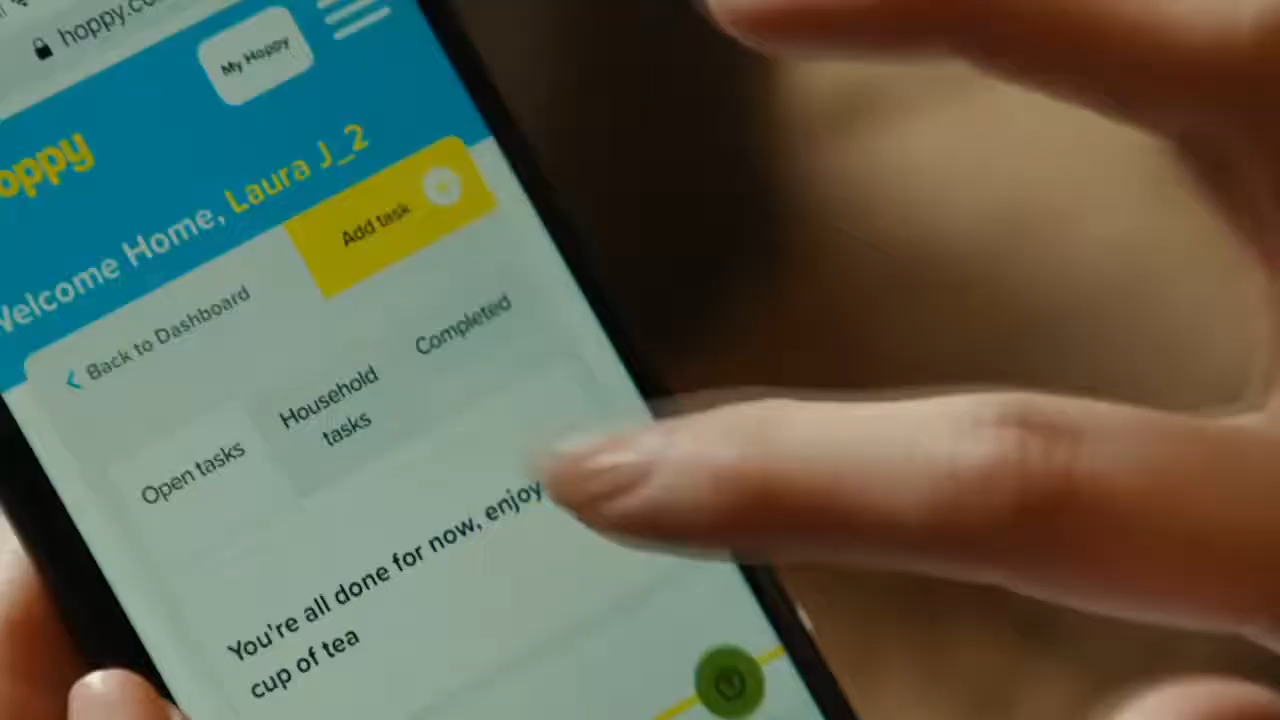 hoppy.co
My Hoppy
oppy
Welcome Home, Laura J_2
Add task
Back to Dashboard
Open tasks
Household
tasks
Completed
You're all done for now, enjoy
cup of tea